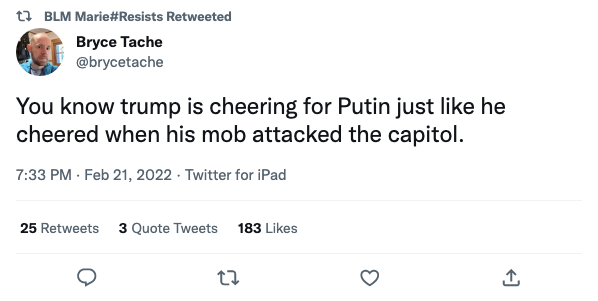 BLM Marie#Resists Retweeted
Bryce Tache
@brycetache
You know trump is cheering for Putin just like he
cheered when his mob attacked the capitol.
7:33 PM · Feb 21, 2022 · Twitter for iPad
25 Retweets 3 Quote Tweets 183 Likes